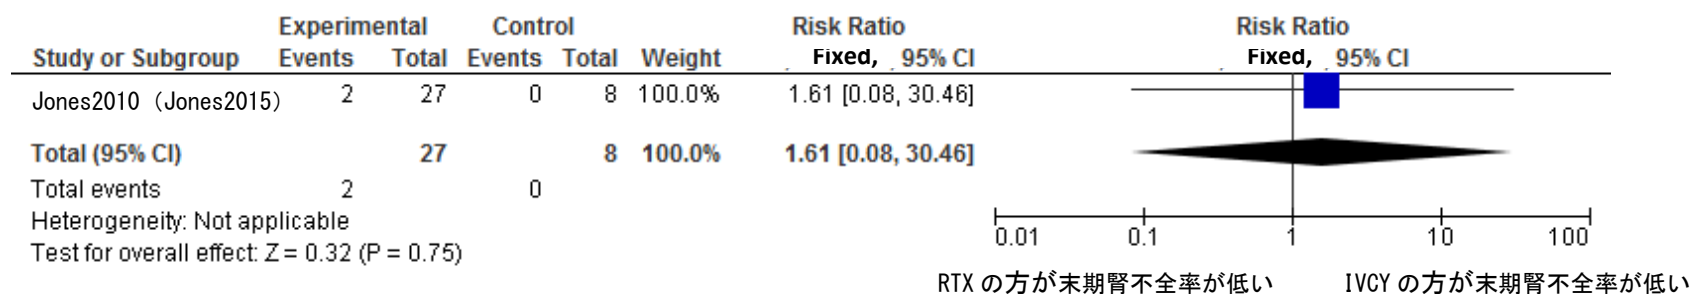 Experimental Control Risk Ratio Risk Ratio
Study or Subgroup Events Total Events Total Weight Fixed, 95% CI Fixed, 95% CI
Jones2010（Jones2015） 2 27 0 8 100.0% 1.61 [0.08, 30.46]
Total (95% CI) 27 8 100.0% 1.61 [0.08, 30.46]
Total events 2 0
Heterogeneity: Not applicable
Test for overall effect: Z = 0.32 (P = 0.75)
0.01 0.1 1 10 100
RTX の方が末期腎不全率が低い IVCY の方が末期腎不全率が低い